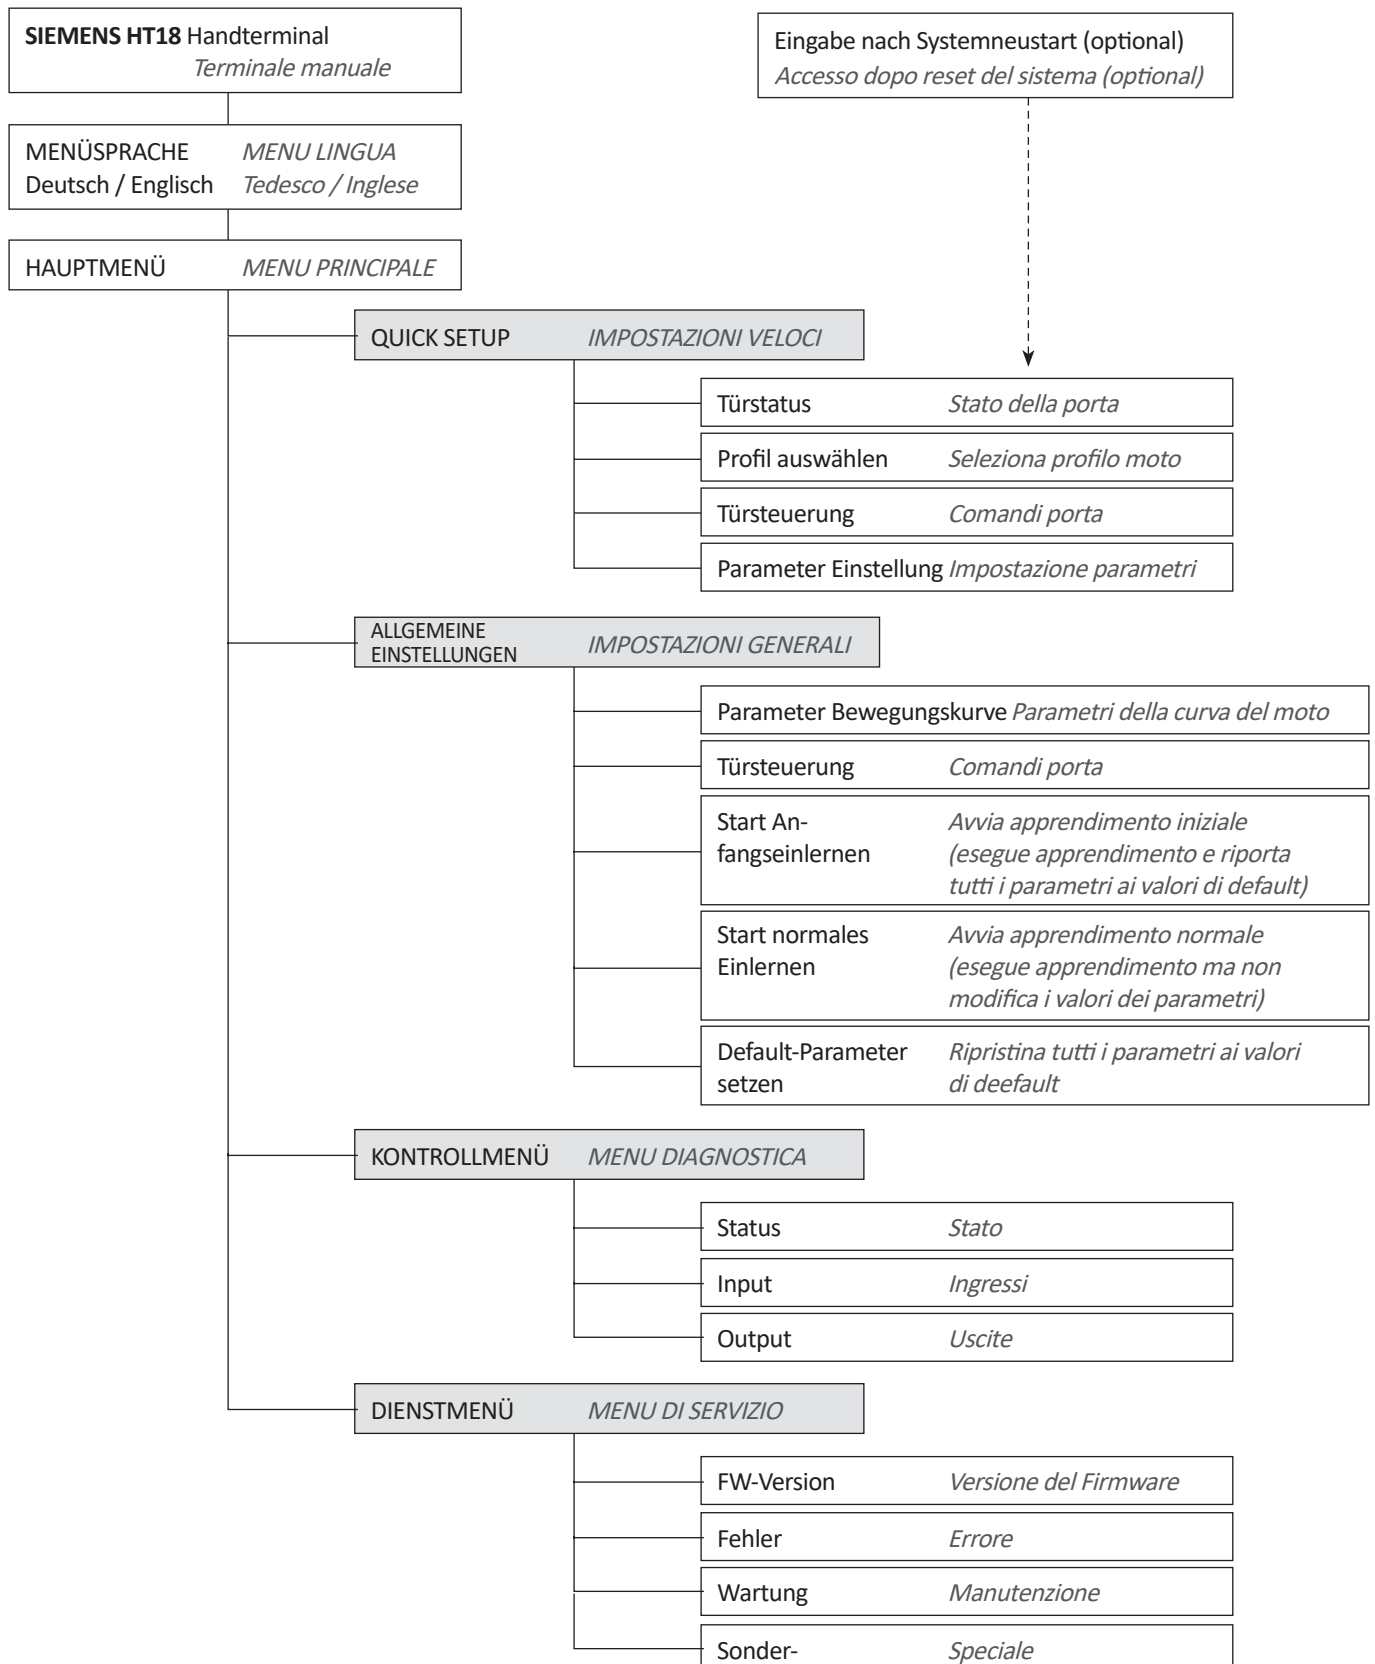 SIEMENS HT18 Handterminal
Terminale manuale
Eingabe nach Systemneustart (optional)
Accesso dopo reset del sistema (optional)
MENÜSPRACHE MENU LINGUA
Deutsch / Englisch Tedesco / Inglese
HAUPTMENÜ MENU PRINCIPALE
QUICK SETUP IMPOSTAZIONI VELOCI
Türstatus Stato della porta
Profil auswählen Seleziona profilo moto
Türsteuerung Comandi porta
Parameter Einstellung Impostazione parametri
ALLGEMEINE
EINSTELLUNGEN IMPOSTAZIONI GENERALI
Parameter Bewegungskurve Parametri della curva del moto
Türsteuerung Comandi porta
Start An- Avvia apprendimento iniziale
fangseinlernen (esegue apprendimento e riporta
tutti i parametri ai valori di default)
Start normales Avvia apprendimento normale
Einlernen (esegue apprendimento ma non
modifica i valori dei parametri)
Default-Parameter Ripristina tutti i parametri ai valori
setzen di deefault
KONTROLLMENÜ MENU DIAGNOSTICA
Status Stato
Input Ingressi
Output Uscite
DIENSTMENÜ MENU DI SERVIZIO
FW-Version Versione del Firmware
Fehler Errore
Wartung Manutenzione
Sonder- Speciale